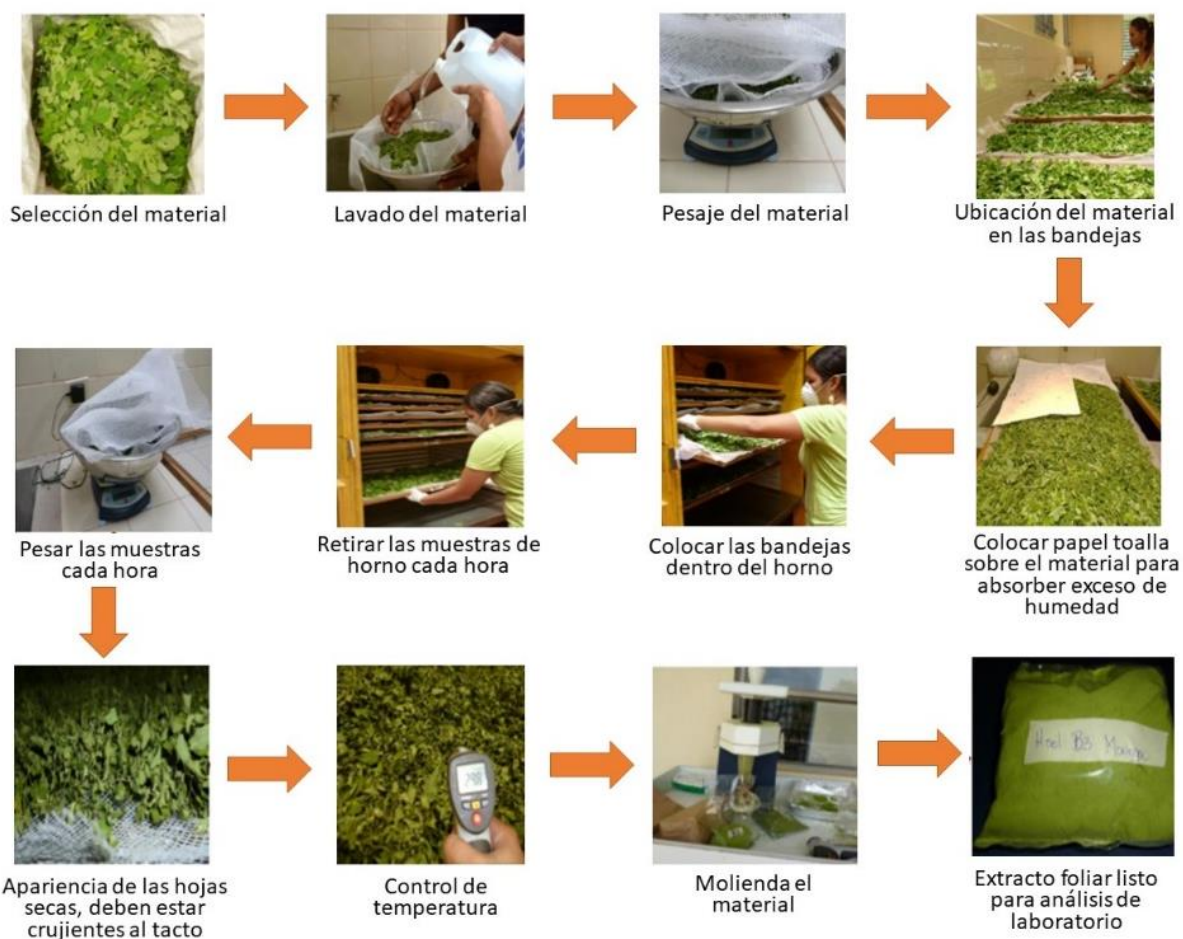 Selección del material
Lavado del material
Pesaje del material
Ubicación del material
en las bandejas
Colocar papel toalla
sobre el material para
absorber exceso de
humedad
Colocar las bandejas
dentro del horno
Retirar las muestras de
horno cada hora
Pesar las muestras
cada hora
Apariencia de las hojas
secas, deben estar
crujientes al tacto
Control de
temperatura
Molienda el
material
Extracto foliar listo
para análisis de
laboratorio